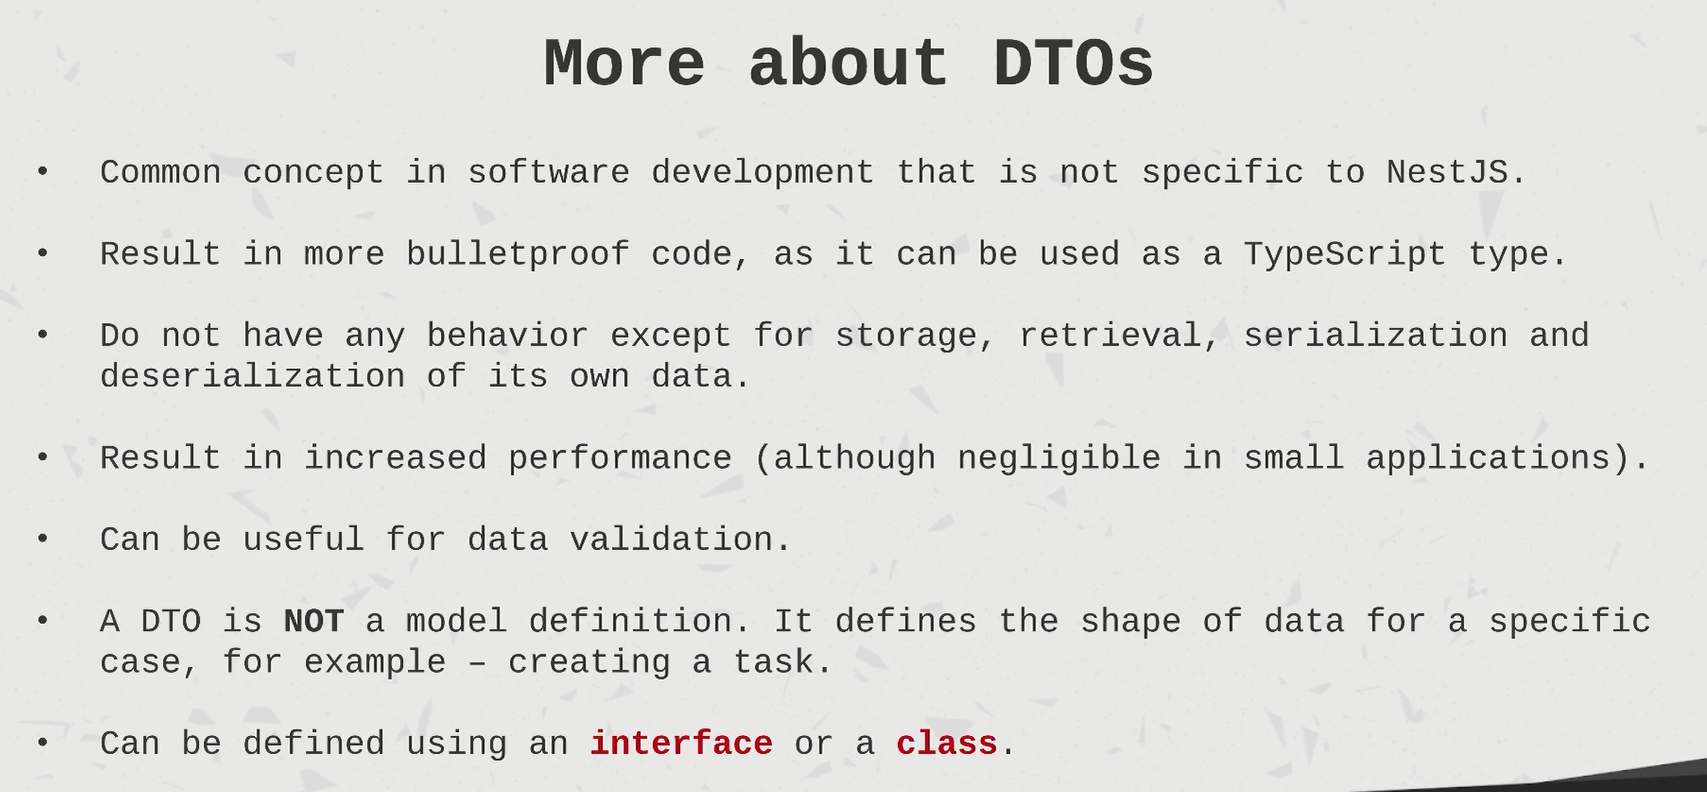 More about DTOs
• Common concept in software development that is not specific to NestJS.
• Result in more bulletproof code, as it can be used as a TypeScript type.
• Do not have any behavior except for storage, retrieval, serialization and
deserialization of its own data.
• Result in increased performance (although negligible in small applications).
• Can be useful for data validation.
• A DTO is NOT a model definition. It defines the shape of data for a specific
case, for example – creating a task.
• Can be defined using an interface or a class.